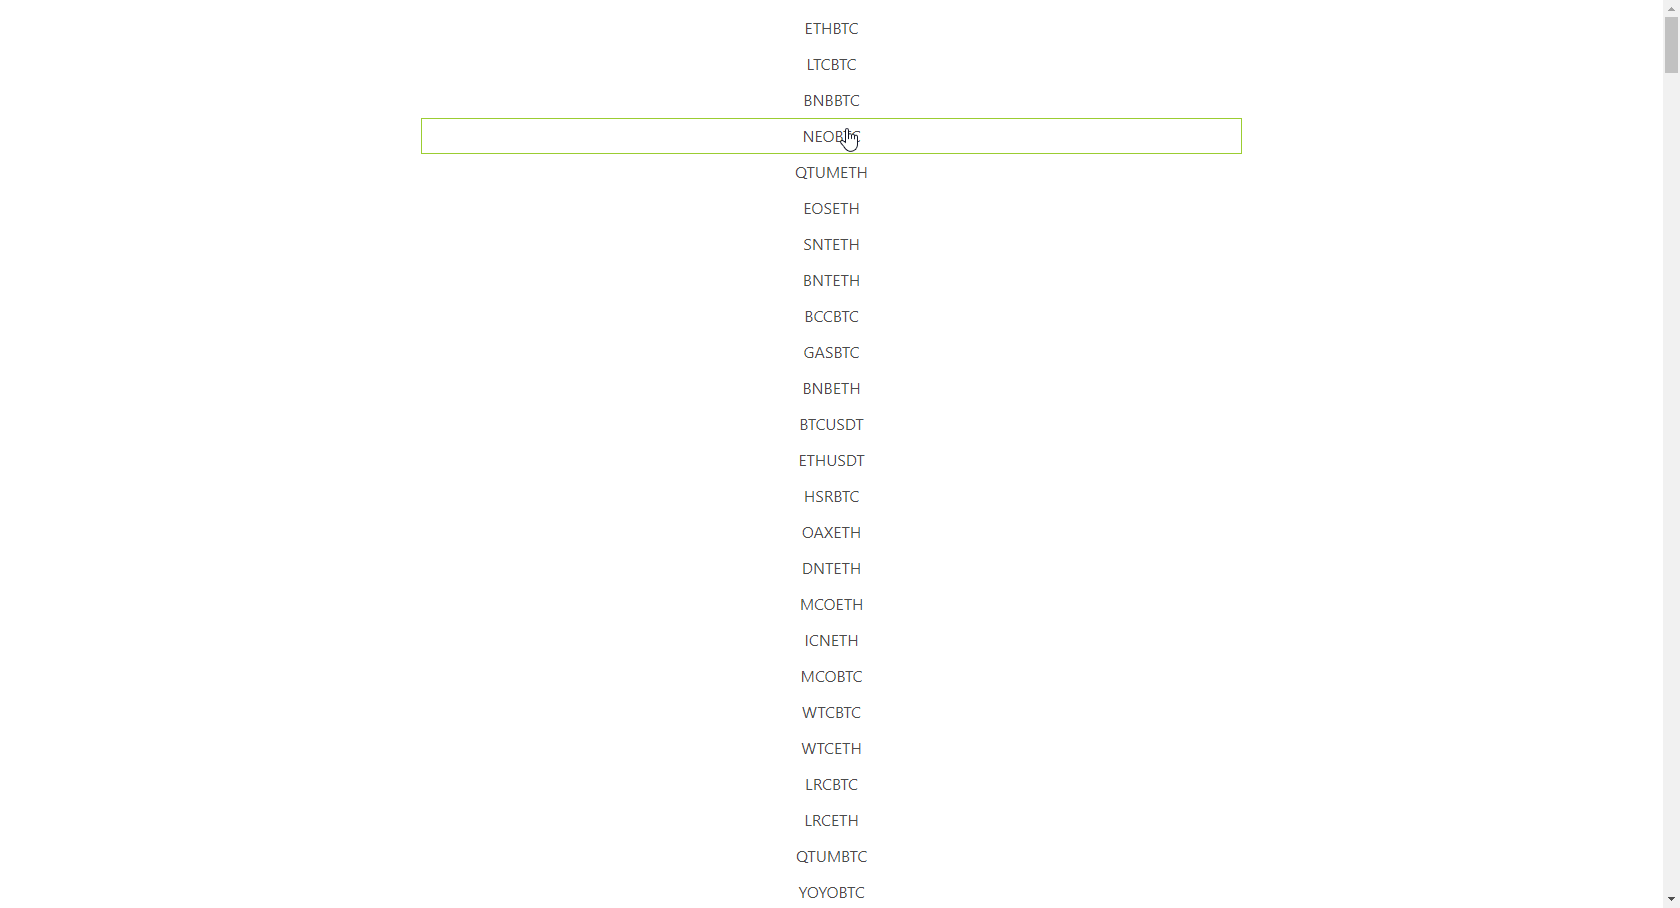 ETHBTC
LTCBTC
BNBBTC
NEOBTC
QTUMETH
EOSETH
SNTETH
BNTETH
BCCBTC
GASBTC
BNBETH
BTCUSDT
ETHUSDT
HSRBTC
OAXETH
DNTETH
MCOETH
ICNETH
MCOBTC
WTCBTC
WTCETH
LRCBTC
LRCETH
QTUMBTC
YOYOBTC